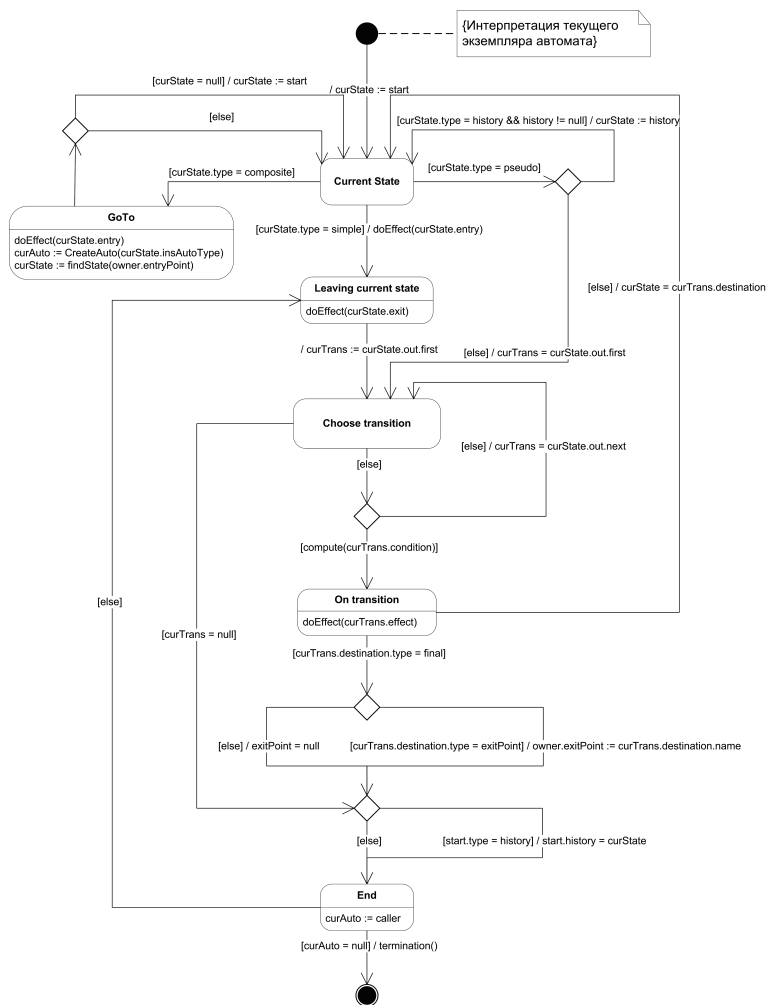 {Интерпретация текущего
экземпляра автомата}
[curState = null] / curState := start
/ curState := start
[else]
[curState.type = history && history != null] / curState := history
[curState.type = composite]
Current State
[curState.type = pseudo]
GoTo
doEffect(curState.entry)
curAuto := CreateAuto(curState.insAutoType)
curState := findState(owner.entryPoint)
[curState.type = simple] / doEffect(curState.entry)
Leaving current state
doEffect(curState.exit)
[else] / curState = curTrans.destination
/ curTrans := curState.out.first
[else] / curTrans = curState.out.first
Choose transition
[else] / curTrans = curState.out.next
[else]
[compute(curTrans.condition)]
On transition
doEffect(curTrans.effect)
[else]
[curTrans = null]
[curTrans.destination.type = final]
[else] / exitPoint = null
[curTrans.destination.type = exitPoint] / owner.exitPoint := curTrans.destination.name
[else]
[start.type = history] / start.history = curState
End
curAuto := caller
[curAuto = null] / termination()